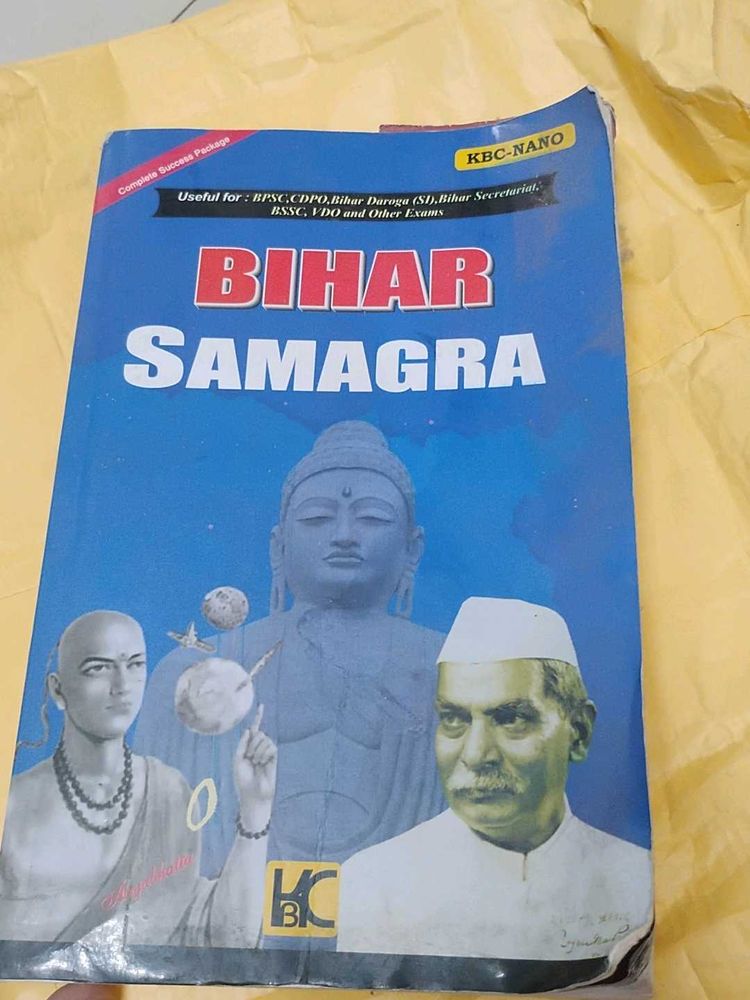 Complete Success Package
KBC-NANO
Useful for : BPSC,CDPO,Bihar Daroga (SI),Bihar Secretariat,
BSSC, VDO and Other Exams
BIHAR
SAMAGRA
Aryabhatta
KBC